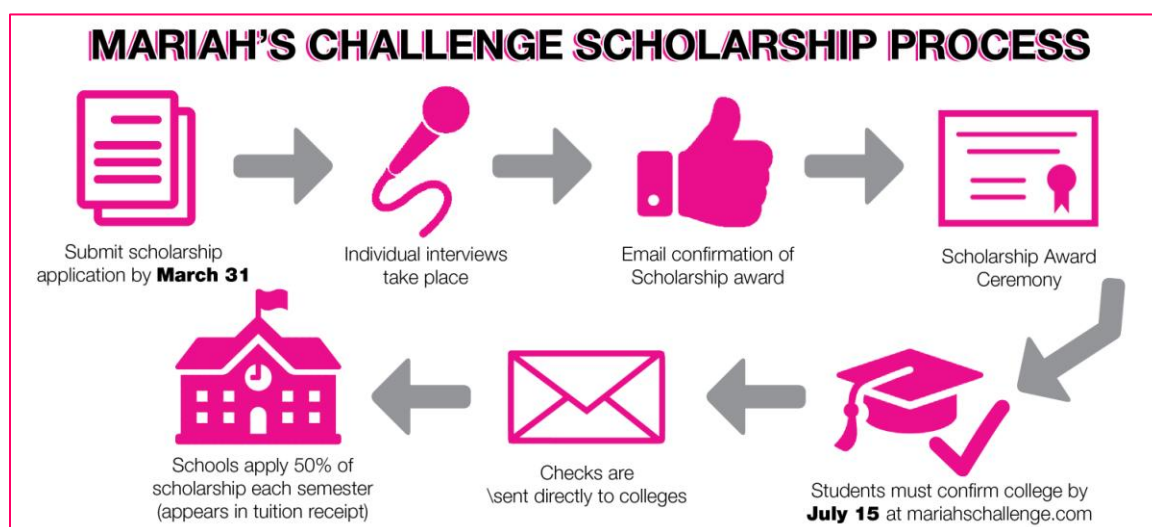 MARIAH'S CHALLENGE SCHOLARSHIP PROCESS
Submit scholarship
application by March 31
Individual interviews
take place
Email confirmation of
Scholarship award
Scholarship Award
Ceremony
Students must confirm college by
July 15 at mariahschallenge.com
Checks are
\sent directly to colleges
Schools apply 50% of
scholarship each semester
(appears in tuition receipt)